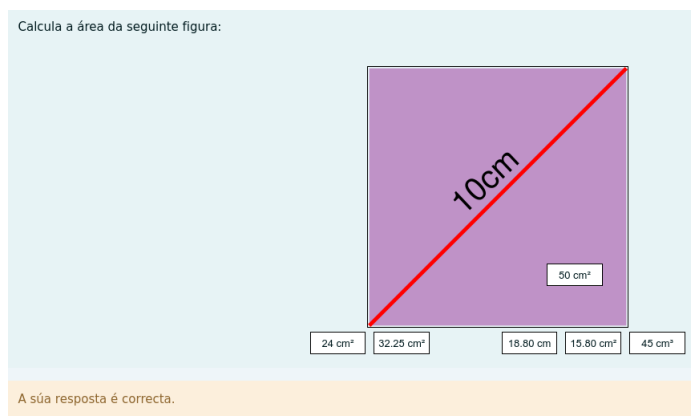 Calcula a área da seguinte figura:
10cm
50 cm²
24 cm²
32.25 cm²
18.80 cm
15.80 cm²
45 cm²
A súa resposta é correcta.